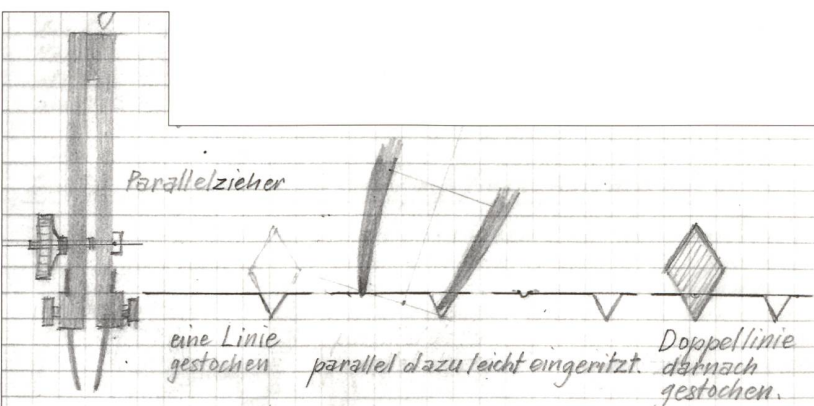 Parallelzieher
eine Linie
gestochen
parallel dazu leicht eingeritzt.
Doppellinie
darnach
gestochen.